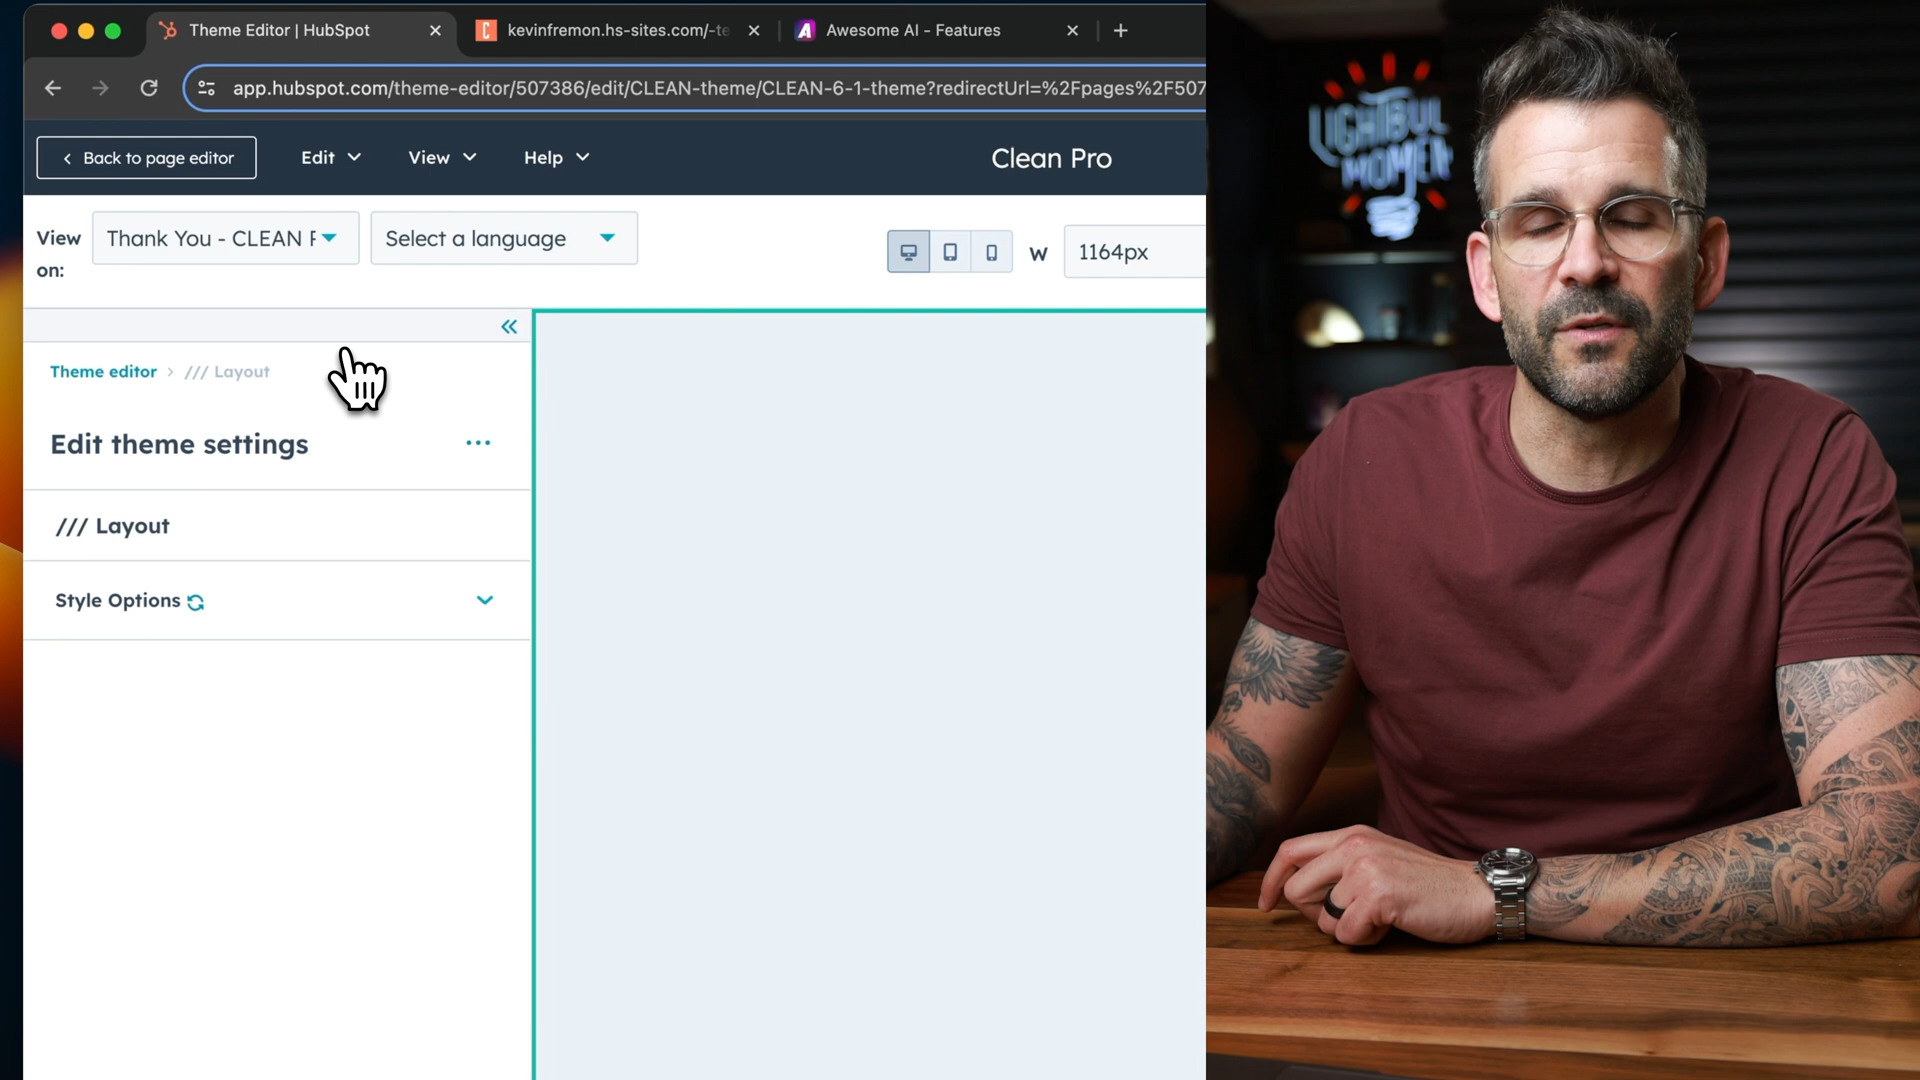 Theme Editor | HubSpot
kevinfremon.hs-sites.com/-te
Awesome AI - Features
app.hubspot.com/theme-editor/507386/edit/CLEAN-theme/CLEAN-6-1-theme?redirectUrl=%2Fpages%2F507
Back to page editor
Edit
View
Help
Clean Pro
View on:
Thank You - CLEAN P
Select a language
W
1164px
Theme editor
/// Layout
Edit theme settings
/// Layout
Style Options
LIGHTBUL
MOMEN